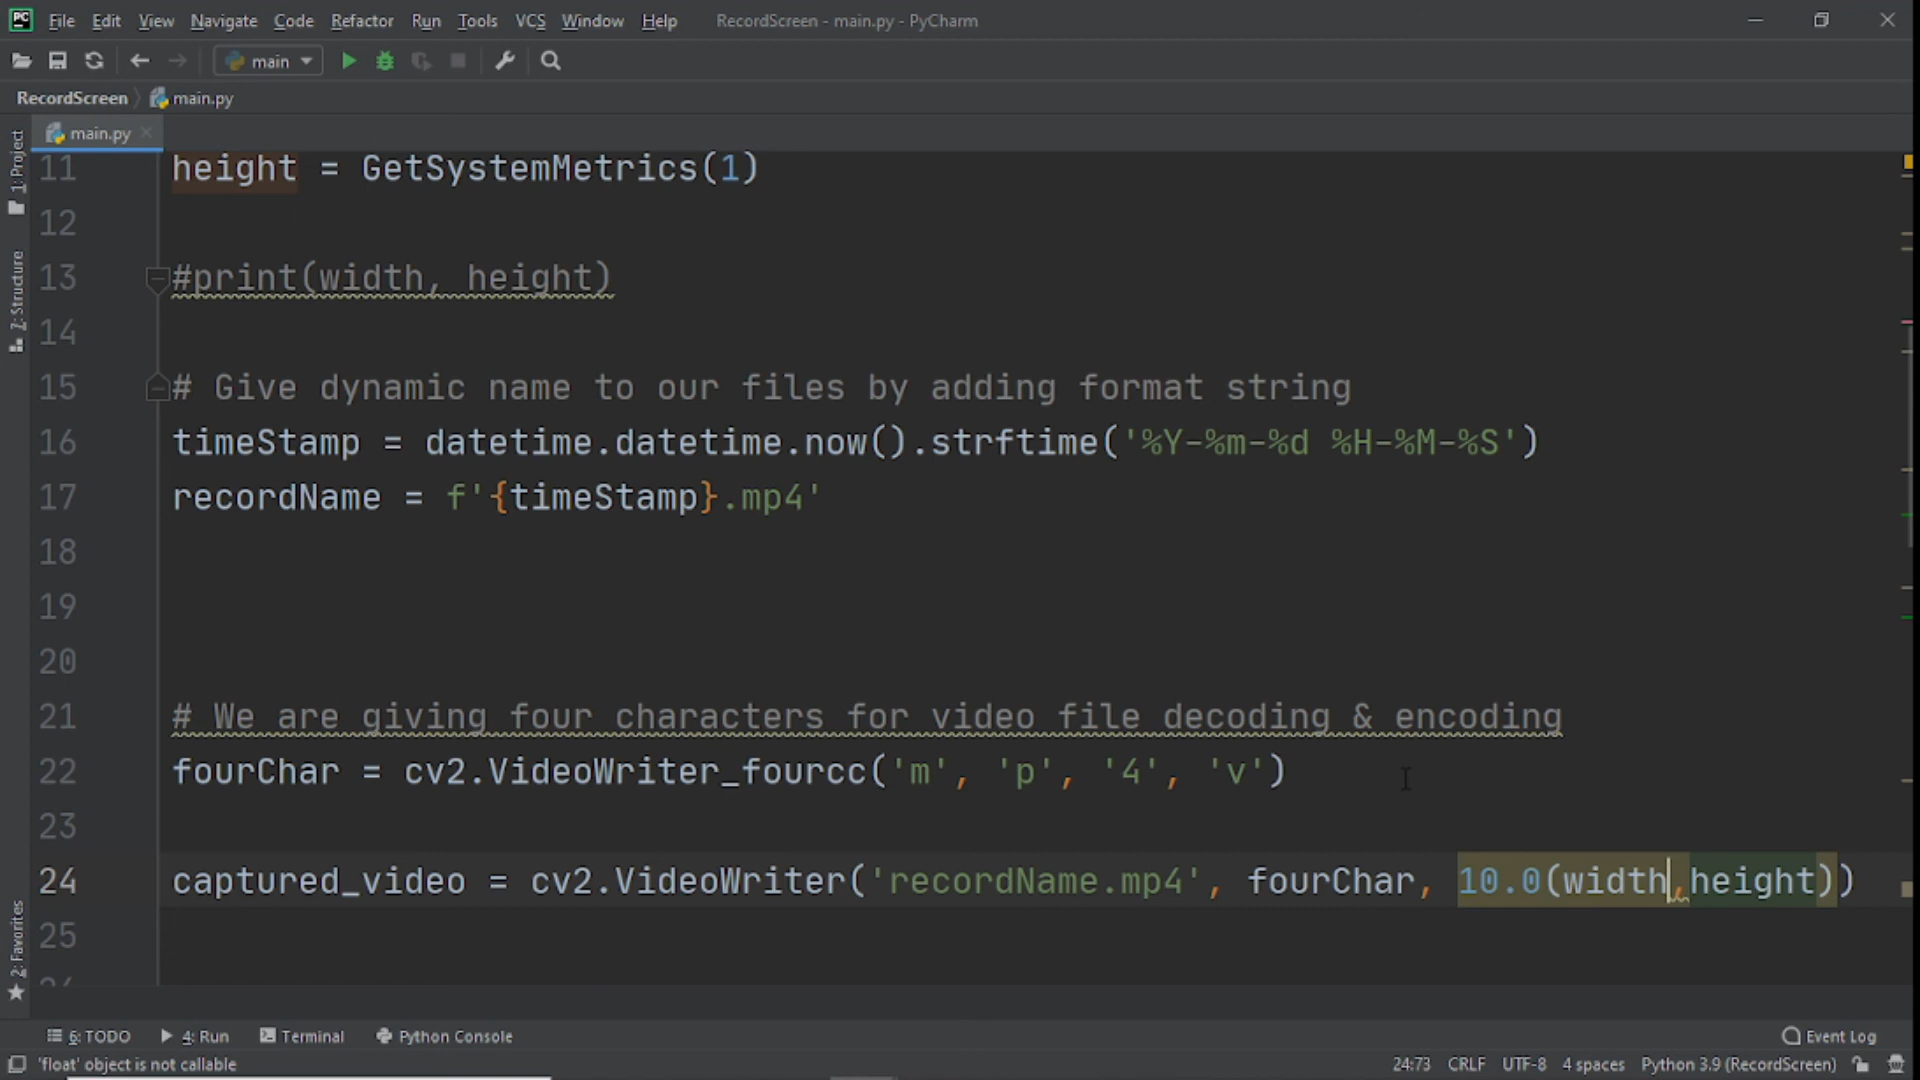 File Edit View Navigate Code Refactor Run Tools VCS Window Help RecordScreen - main.py - PyCharm
main
RecordScreen main.py
main.py
1: Project
7: Structure
2: Favorites
11 height = GetSystemMetrics(1)
12
13 #print(width, height)
14
15 # Give dynamic name to our files by adding format string
16 timeStamp = datetime.datetime.now().strftime('%Y-%m-%d %H-%M-%S')
17 recordName = f'{timeStamp}.mp4'
18
19
20
21 # We are giving four characters for video file decoding & encoding
22 fourChar = cv2.VideoWriter_fourcc('m', 'p', '4', 'v')
23
24 captured_video = cv2.VideoWriter('recordName.mp4', fourChar, 10.0(width,height))
25
6: TODO 4: Run Terminal Python Console Event Log
'float' object is not callable 24:73 CRLF UTF-8 4 spaces Python 3.9 (RecordScreen)